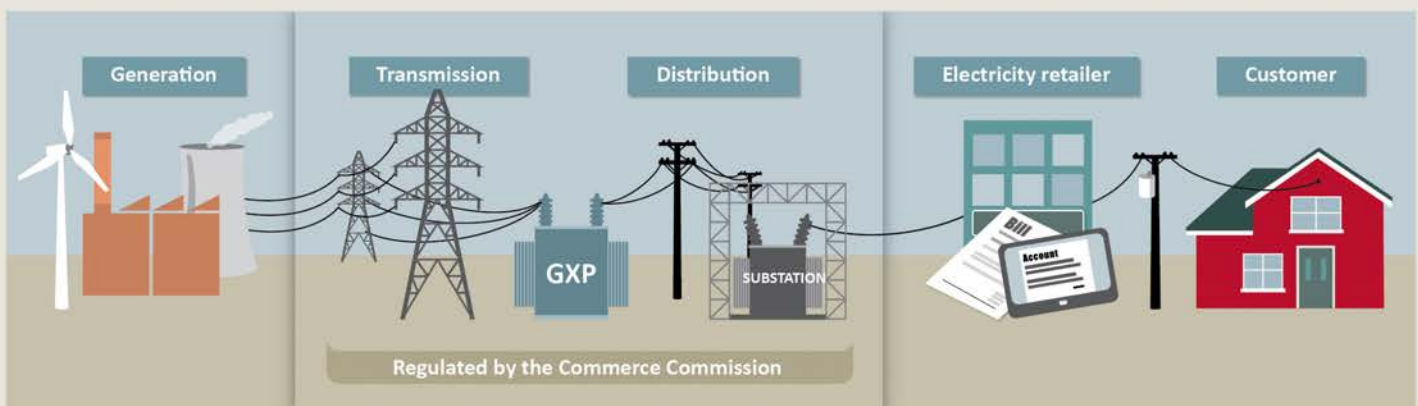 Generation
Transmission
Distribution
Electricity retailer
Customer
GXP
SUBSTATION
Bill
Account
Regulated by the Commerce Commission